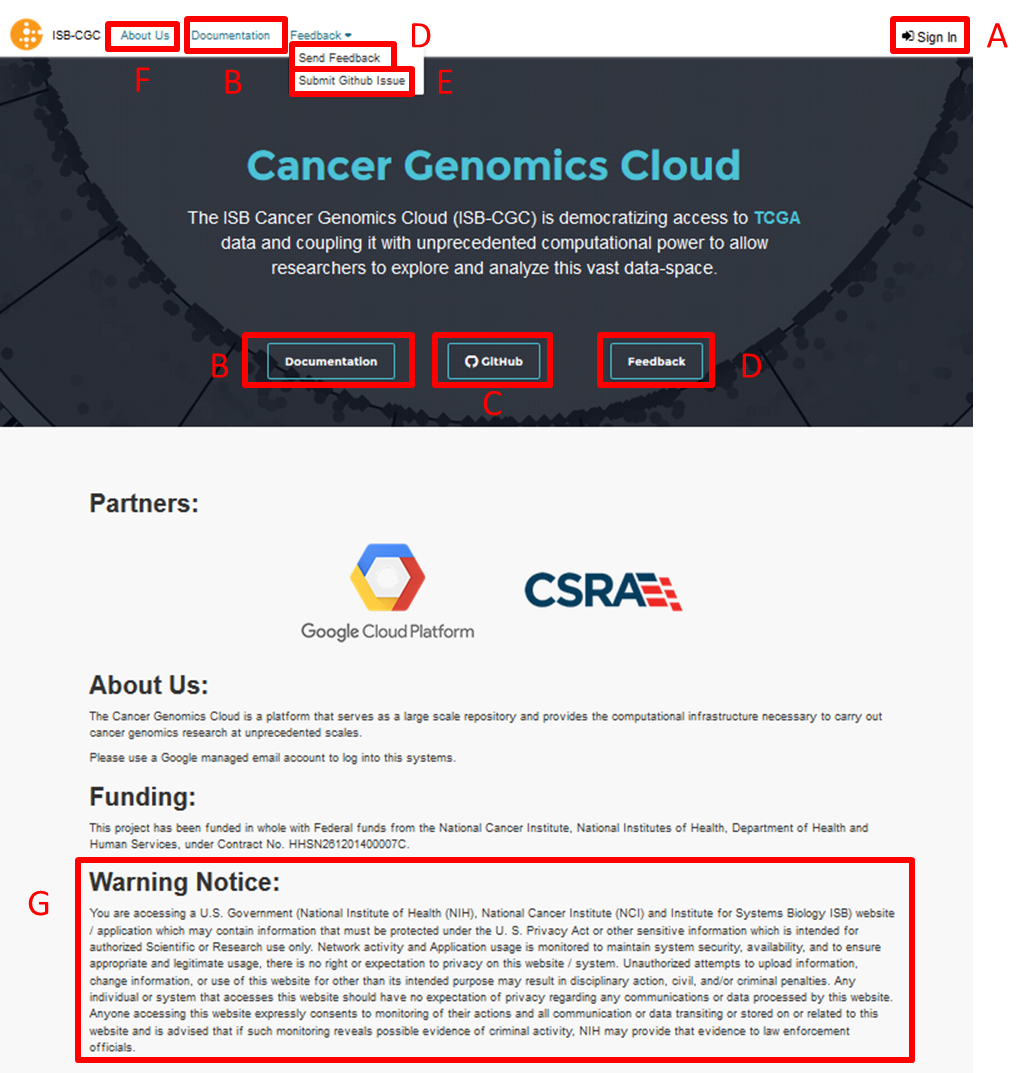 ISB-CGC About Us Documentation Feedback D Sign In A
F B Send Feedback
Submit Github Issue E
Cancer Genomics Cloud
The ISB Cancer Genomics Cloud (ISB-CGC) is democratizing access to TCGA
data and coupling it with unprecedented computational power to allow
researchers to explore and analyze this vast data-space.
B Documentation GitHub Feedback D
C
Partners:
Google Cloud Platform CSRA
About Us:
The Cancer Genomics Cloud is a platform that serves as a large scale repository and provides the computational infrastructure necessary to carry out
cancer genomics research at unprecedented scales.
Please use a Google managed email account to log into this systems.
Funding:
This project has been funded in whole with Federal funds from the National Cancer Institute, National Institutes of Health, Department of Health and
Human Services, under Contract No. HHSN261201400007C.
G Warning Notice:
You are accessing a U.S. Government (National Institute of Health (NIH), National Cancer Institute (NCI) and Institute for Systems Biology ISB) website
/ application which may contain information that must be protected under the U. S. Privacy Act or other sensitive information which is intended for
authorized Scientific or Research use only. Network activity and Application usage is monitored to maintain system security, availability, and to ensure
appropriate and legitimate usage, there is no right or expectation to privacy on this website / system. Unauthorized attempts to upload information,
change information, or use of this website for other than its intended purpose may result in disciplinary action, civil, and/or criminal penalties. Any
individual or system that accesses this website should have no expectation of privacy regarding any communications or data processed by this website.
Anyone accessing this website expressly consents to monitoring of their actions and all communication or data transiting or stored on or related to this
website and is advised that if such monitoring reveals possible evidence of criminal activity, NIH may provide that evidence to law enforcement
officials.